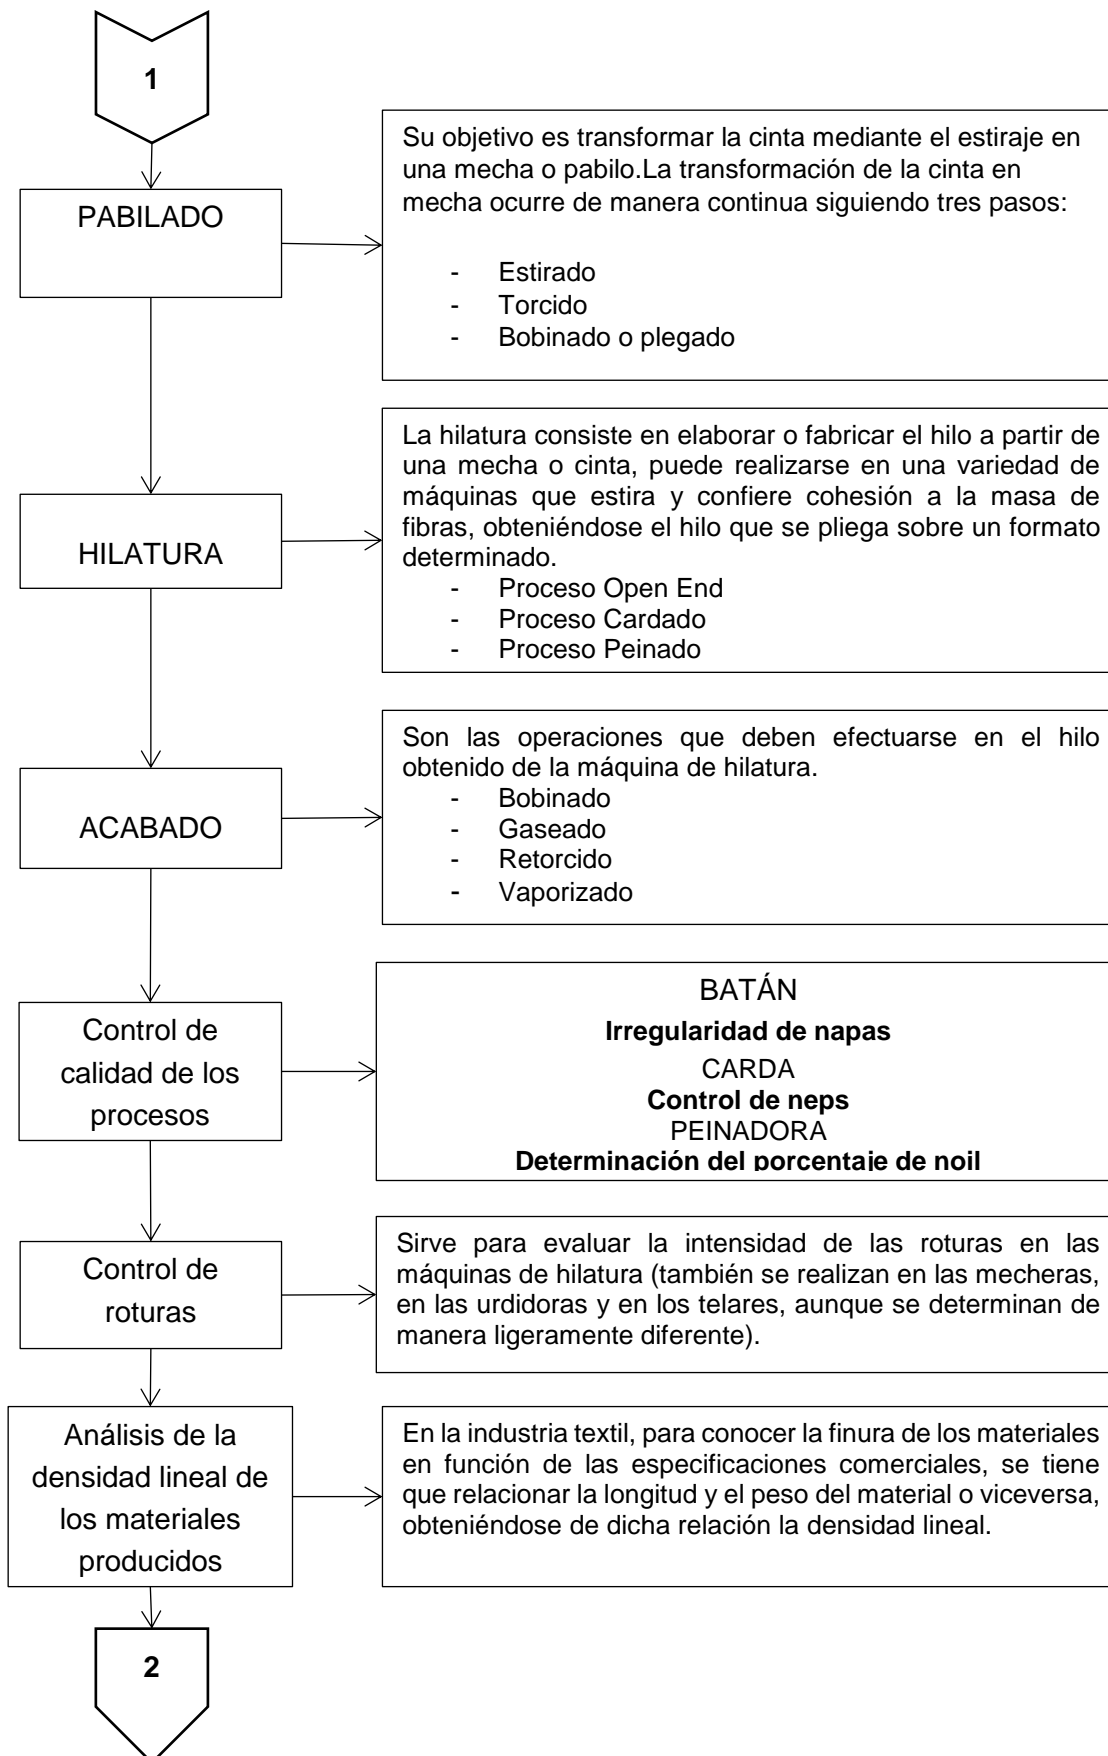 1
PABILADO
Su objetivo es transformar la cinta mediante el estiraje en
una mecha o pabilo.La transformación de la cinta en
mecha ocurre de manera continua siguiendo tres pasos:
- Estirado
- Torcido
- Bobinado o plegado
HILATURA
La hilatura consiste en elaborar o fabricar el hilo a partir de
una mecha o cinta, puede realizarse en una variedad de
máquinas que estira y confiere cohesión a la masa de
fibras, obteniéndose el hilo que se pliega sobre un formato
determinado.
- Proceso Open End
- Proceso Cardado
- Proceso Peinado
ACABADO
Son las operaciones que deben efectuarse en el hilo
obtenido de la máquina de hilatura.
- Bobinado
- Gaseado
- Retorcido
- Vaporizado
Control de
calidad de los
procesos
BATÁN
Irregularidad de napas
CARDA
Control de neps
PEINADORA
Determinación del porcentaje de noil
Control de
roturas
Sirve para evaluar la intensidad de las roturas en las
máquinas de hilatura (también se realizan en las mecheras,
en las urdidoras y en los telares, aunque se determinan de
manera ligeramente diferente).
Análisis de la
densidad lineal de
los materiales
producidos
En la industria textil, para conocer la finura de los materiales
en función de las especificaciones comerciales, se tiene
que relacionar la longitud y el peso del material o viceversa,
obteniéndose de dicha relación la densidad lineal.
2